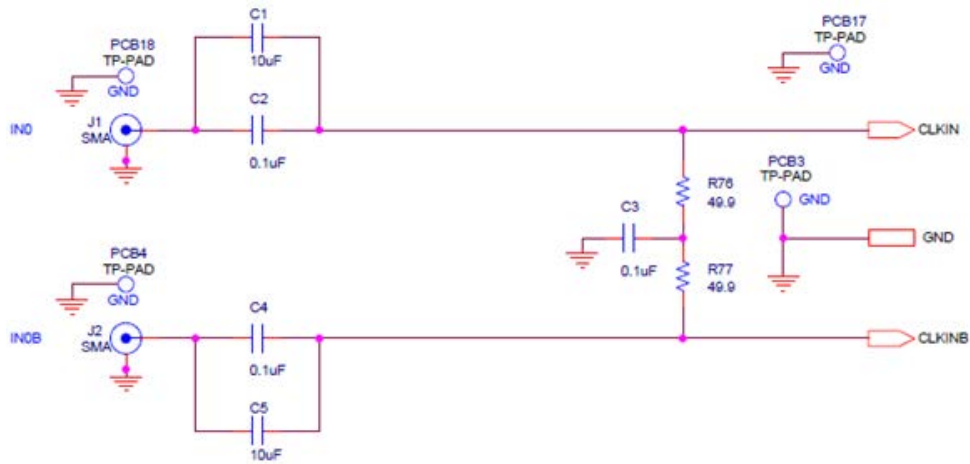 C1
10uF
PCB18
TP-PAD
GND
PCB17
TP-PAD
GND
IN0
J1
SMA
C2
0.1uF
CLKIN
R76
49.9
PCB3
TP-PAD
GND
C3
0.1uF
GND
R77
49.9
PCB4
TP-PAD
GND
IN0B
J2
SMA
C4
0.1uF
CLKINB
C5
10uF